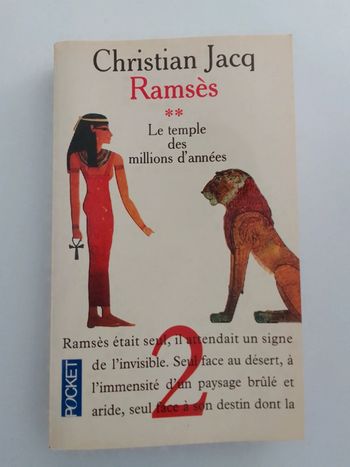 Christian Jacq
Ramsès
**
Le temple
des
millions d'années
Ramsès était seul, il attendait un signe
de l'invisible. Seul face au désert, à
l'immensité d'un paysage brûlé et
aride, seul face à son destin dont la
2
POCKET